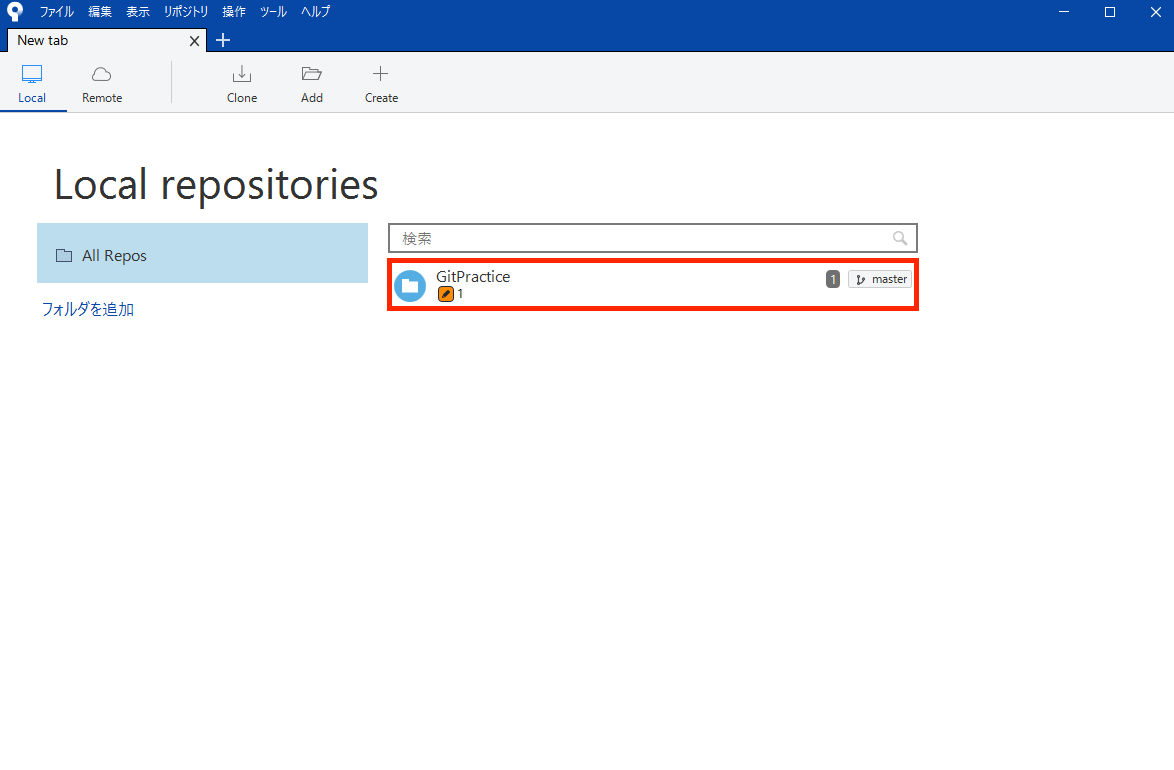 ファイル 編集 表示 リポジトリ 操作 ツール ヘルプ
New tab
Local Remote Clone Add Create
Local repositories
All Repos
フォルダを追加
検索
GitPractice 1 master
1